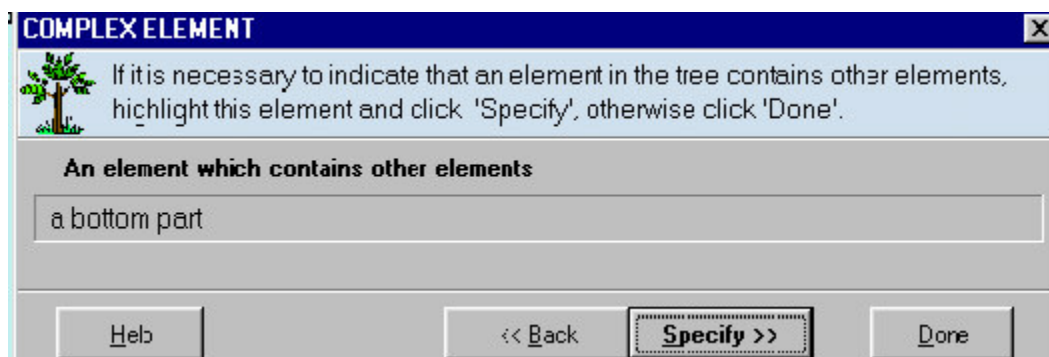 COMPLEX ELEMENT
If it is necessary to indicate that an element in the tree contains other elements,
highlight this element and click 'Specify', otherwise click 'Done'.
An element which contains other elements
a bottom part
Help
<< Back
Specify >>
Done